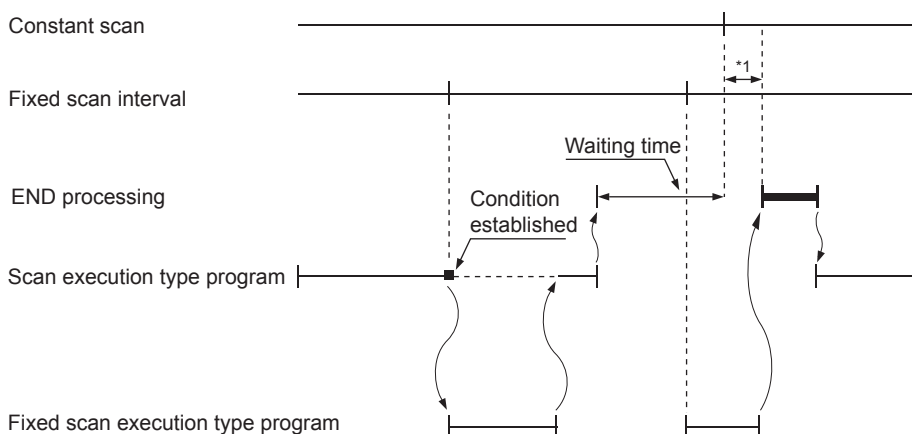 Constant scan
*1
Fixed scan interval
Waiting time
END processing
Condition
established
Scan execution type program
Fixed scan execution type program